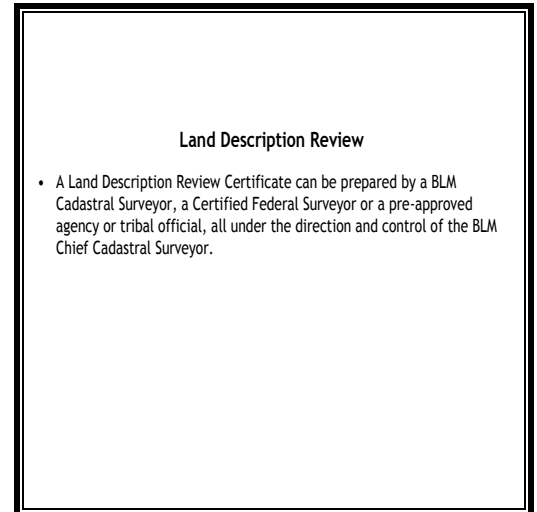 Land Description Review
• A Land Description Review Certificate can be prepared by a BLM
Cadastral Surveyor, a Certified Federal Surveyor or a pre-approved
agency or tribal official, all under the direction and control of the BLM
Chief Cadastral Surveyor.